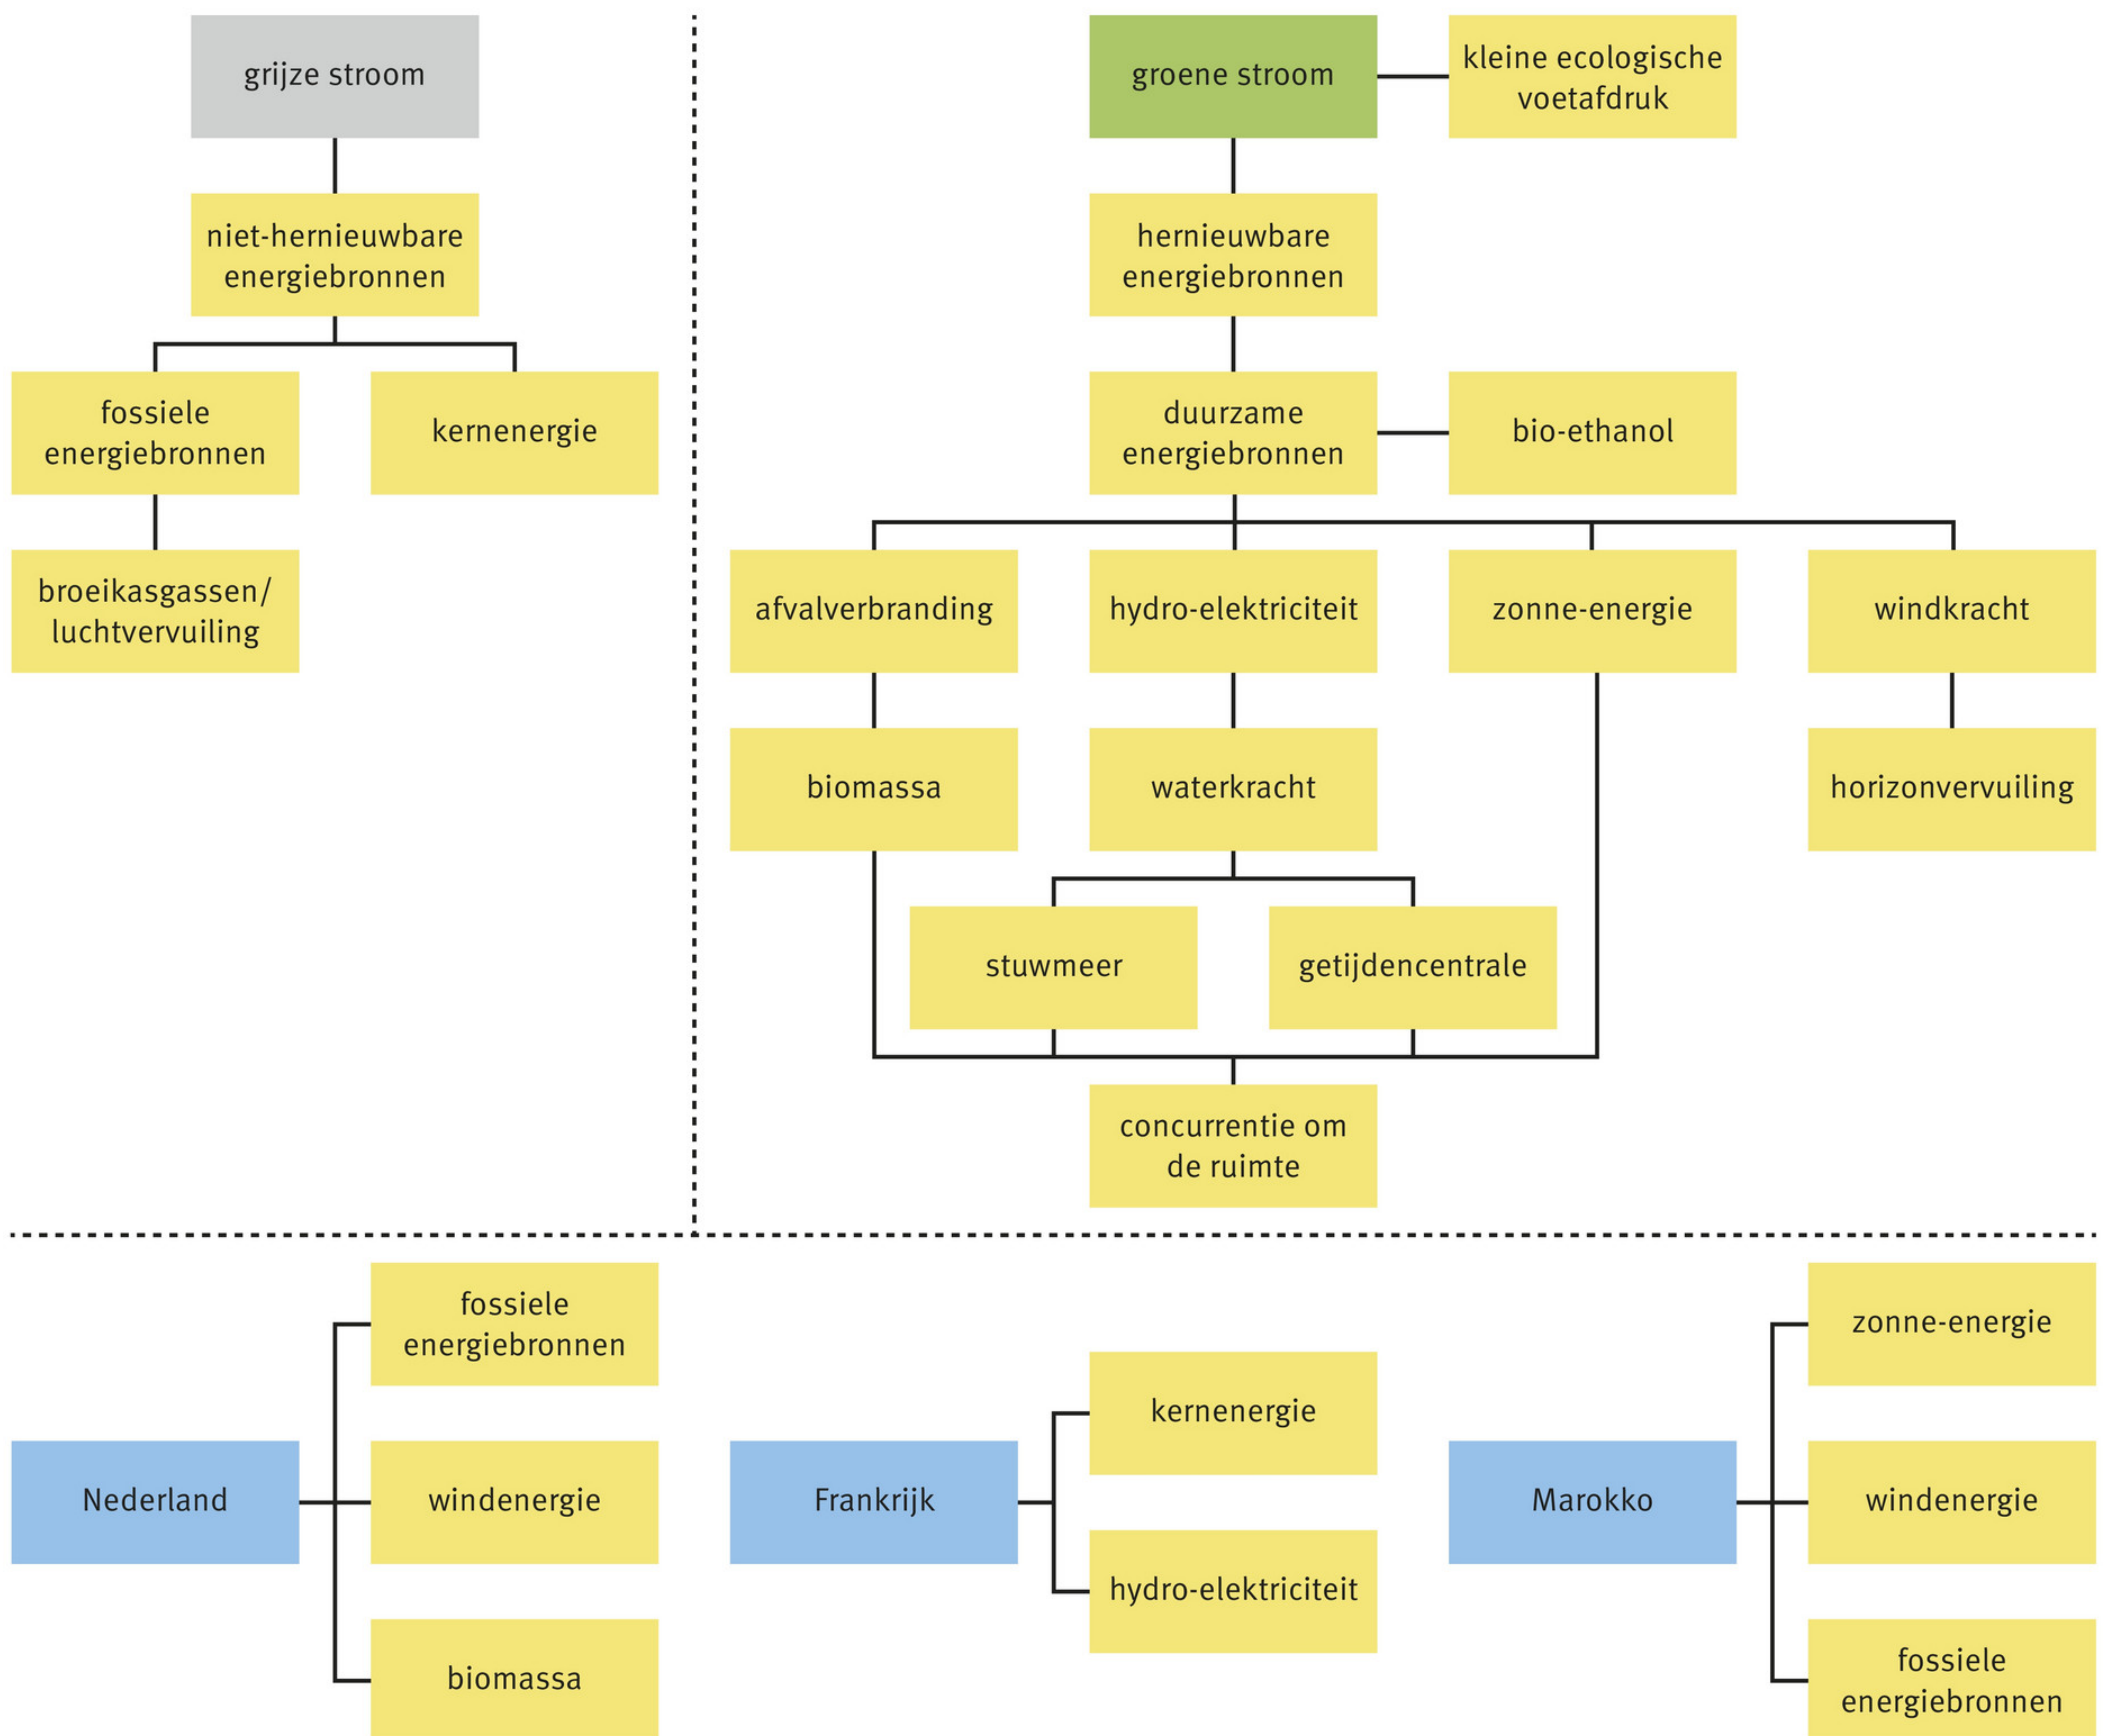 grijze stroom
niet-hernieuwbare
energiebronnen
fossiele
energiebronnen
kernenergie
broeikasgassen/
luchtvervuiling
groene stroom
kleine ecologische
voetafdruk
hernieuwbare
energiebronnen
duurzame
energiebronnen
bio-ethanol
afvalverbranding
hydro-elektriciteit
zonne-energie
windkracht
biomassa
waterkracht
horizonvervuiling
stuwmeer
getijdencentrale
concurrentie om
de ruimte
Nederland
fossiele
energiebronnen
windenergie
biomassa
Frankrijk
kernenergie
hydro-elektriciteit
Marokko
zonne-energie
windenergie
fossiele
energiebronnen